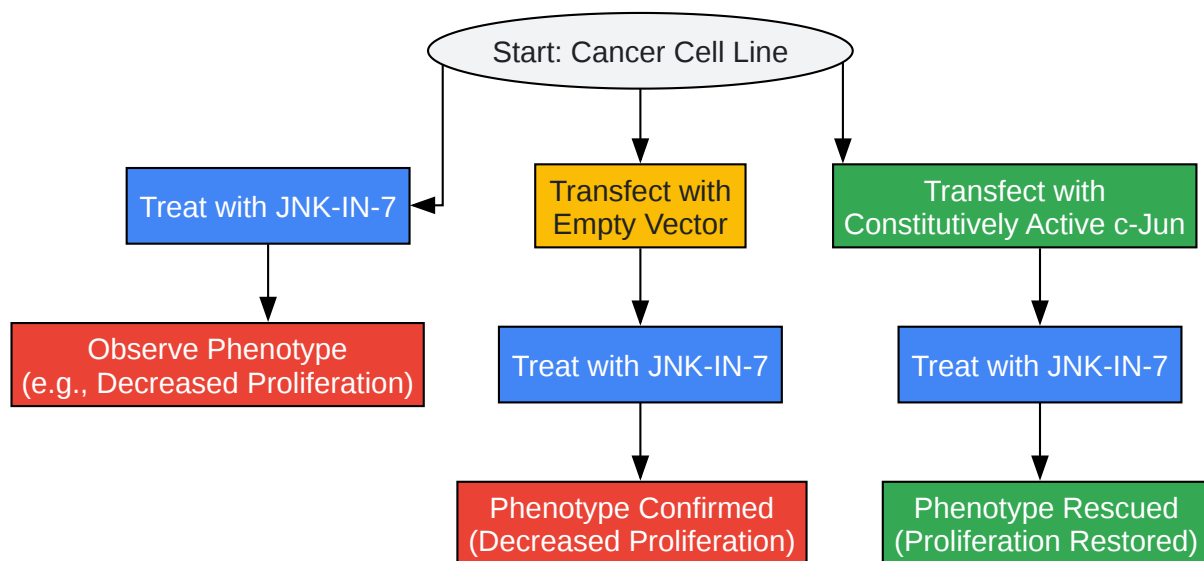 Start: Cancer Cell Line
Treat with JNK-IN-7
Transfect with
Empty Vector
Transfect with
Constitutively Active c-Jun
Observe Phenotype
(e.g., Decreased Proliferation)
Treat with JNK-IN-7
Treat with JNK-IN-7
Phenotype Confirmed
(Decreased Proliferation)
Phenotype Rescued
(Proliferation Restored)